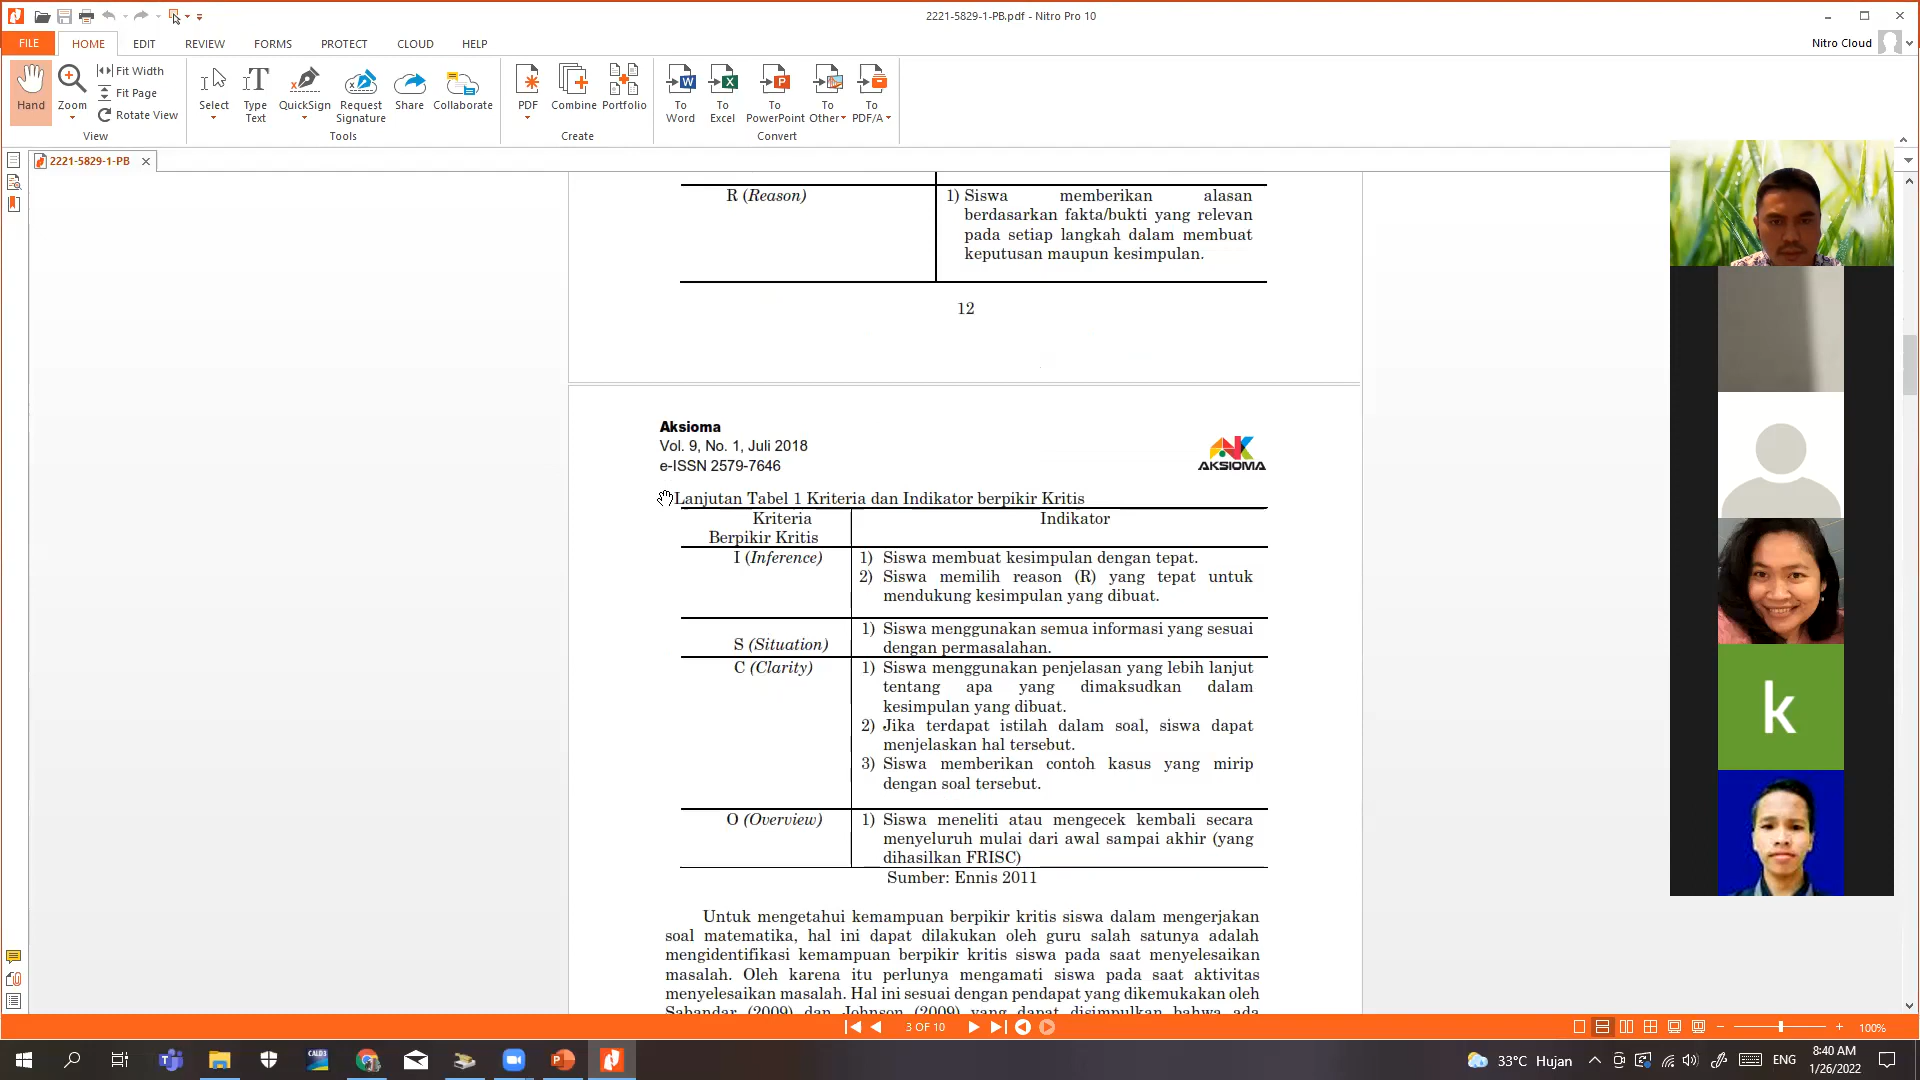 2221-5829-1-PB.pdf - Nitro Pro 10
FILE HOME EDIT REVIEW FORMS PROTECT CLOUD HELP
Nitro Cloud
Hand
Zoom
Fit Width
Fit Page
Rotate View
View
Select
Type Text
QuickSign
Request Signature
Share
Collaborate
Tools
PDF
Combine
Portfolio
Create
To Word
To Excel
To PowerPoint
To Other
To PDF/A
Convert
2221-5829-1-PB
R (Reason)
1) Siswa memberikan alasan
berdasarkan fakta/bukti yang relevan
pada setiap langkah dalam membuat
keputusan maupun kesimpulan.
12
Aksioma
Vol. 9, No. 1, Juli 2018
e-ISSN 2579-7646
AKSIOMA
Lanjutan Tabel 1 Kriteria dan Indikator berpikir Kritis
Kriteria
Berpikir Kritis
Indikator
I (Inference)
1) Siswa membuat kesimpulan dengan tepat.
2) Siswa memilih reason (R) yang tepat untuk
mendukung kesimpulan yang dibuat.
S (Situation)
1) Siswa menggunakan semua informasi yang sesuai
dengan permasalahan.
C (Clarity)
1) Siswa menggunakan penjelasan yang lebih lanjut
tentang apa yang dimaksudkan dalam
kesimpulan yang dibuat.
2) Jika terdapat istilah dalam soal, siswa dapat
menjelaskan hal tersebut.
3) Siswa memberikan contoh kasus yang mirip
dengan soal tersebut.
O (Overview)
1) Siswa meneliti atau mengecek kembali secara
menyeluruh mulai dari awal sampai akhir (yang
dihasilkan FRISC)
Sumber: Ennis 2011
Untuk mengetahui kemampuan berpikir kritis siswa dalam mengerjakan
soal matematika, hal ini dapat dilakukan oleh guru salah satunya adalah
mengidentifikasi kemampuan berpikir kritis siswa pada saat menyelesaikan
masalah. Oleh karena itu perlunya mengamati siswa pada saat aktivitas
menyelesaikan masalah. Hal ini sesuai dengan pendapat yang dikemukakan oleh
Sabandar (2009) dan Johnson (2009) yang dapat disimpulkan bahwa ada
k
3 OF 10
100%
CALD3
33°C Hujan
ENG
8:40 AM
1/26/2022